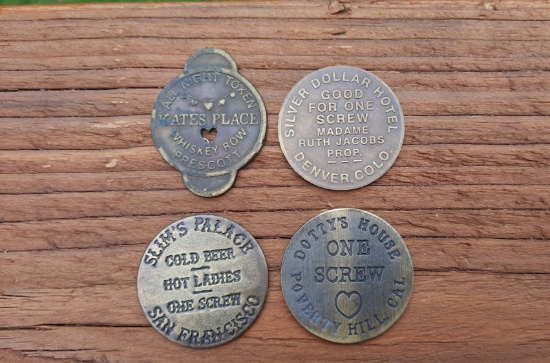 ALL NIGHT TOKEN
KATES PLACE
WHISKEY ROW
PRESCOTT
SILVER DOLLAR HOTEL
GOOD
FOR ONE
SCREW
MADAME
RUTH JACOBS
PROP.
DENVER, COLO.
SLIM'S PALACE
COLD BEER
HOT LADIES
ONE SCREW
SAN FRANCISCO
DOTTY'S HOUSE
ONE
SCREW
POVERTY HILL, CAL